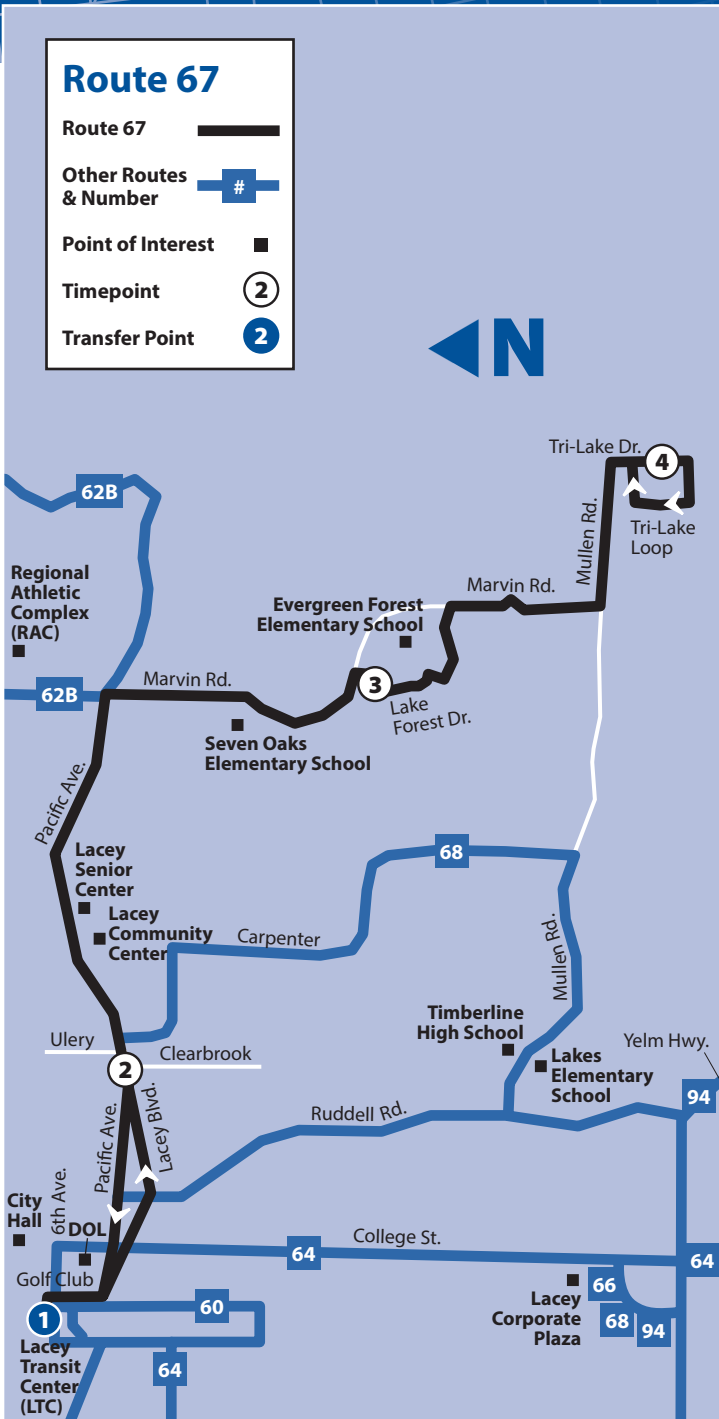 Route 67
Route 67
Other Routes
& Number
#
Point of Interest
Timepoint
2
Transfer Point
2
N
Tri-Lake Dr.
4
62B
Mullen Rd.
Tri-Lake
Loop
Regional
Athletic
Complex
(RAC)
Marvin Rd.
Evergreen Forest
Elementary School
62B
Marvin Rd.
3
Lake
Forest Dr.
Seven Oaks
Elementary School
Pacific Ave.
Lacey
Senior
Center
68
Lacey
Community
Center
Carpenter
Mullen Rd.
Timberline
High School
Ulery
Clearbrook
Yelm Hwy.
2
Lakes
Elementary
School
94
Pacific Ave.
Lacey Blvd.
Ruddell Rd.
City
Hall
6th Ave.
DOL
College St.
64
64
Golf Club
60
66
Lacey
Corporate
Plaza
1
68
94
Lacey
Transit
Center
(LTC)
64